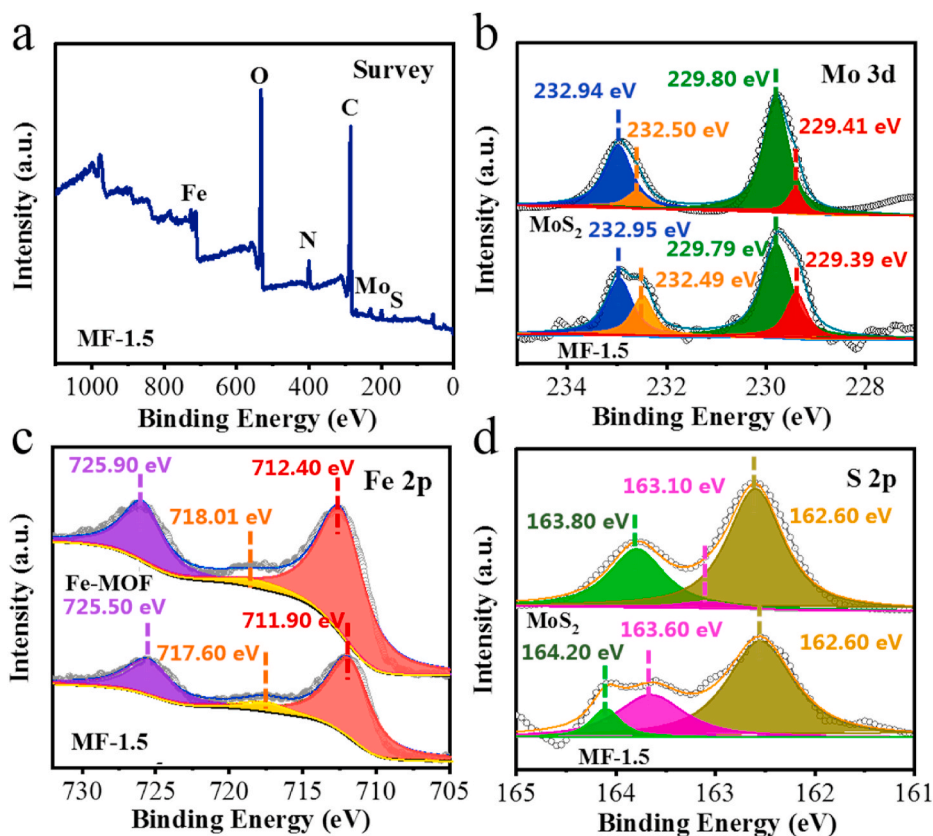 a
Survey
O
C
Fe
N
Mo
S
MF-1.5
Intensity (a.u.)
1000 800 600 400 200 0
Binding Energy (eV)
b
Mo 3d
229.80 eV
232.94 eV
232.50 eV
229.41 eV
MoS2
232.95 eV
229.79 eV
232.49 eV
229.39 eV
MF-1.5
Intensity (a.u.)
234 232 230 228
Binding Energy (eV)
c
Fe 2p
725.90 eV
712.40 eV
718.01 eV
Fe-MOF
725.50 eV
711.90 eV
717.60 eV
MF-1.5
Intensity (a.u.)
730 725 720 715 710 705
Binding Energy (eV)
d
S 2p
163.10 eV
163.80 eV
162.60 eV
MoS2
164.20 eV
163.60 eV
162.60 eV
MF-1.5
Intensity (a.u.)
165 164 163 162 161
Binding Energy (eV)